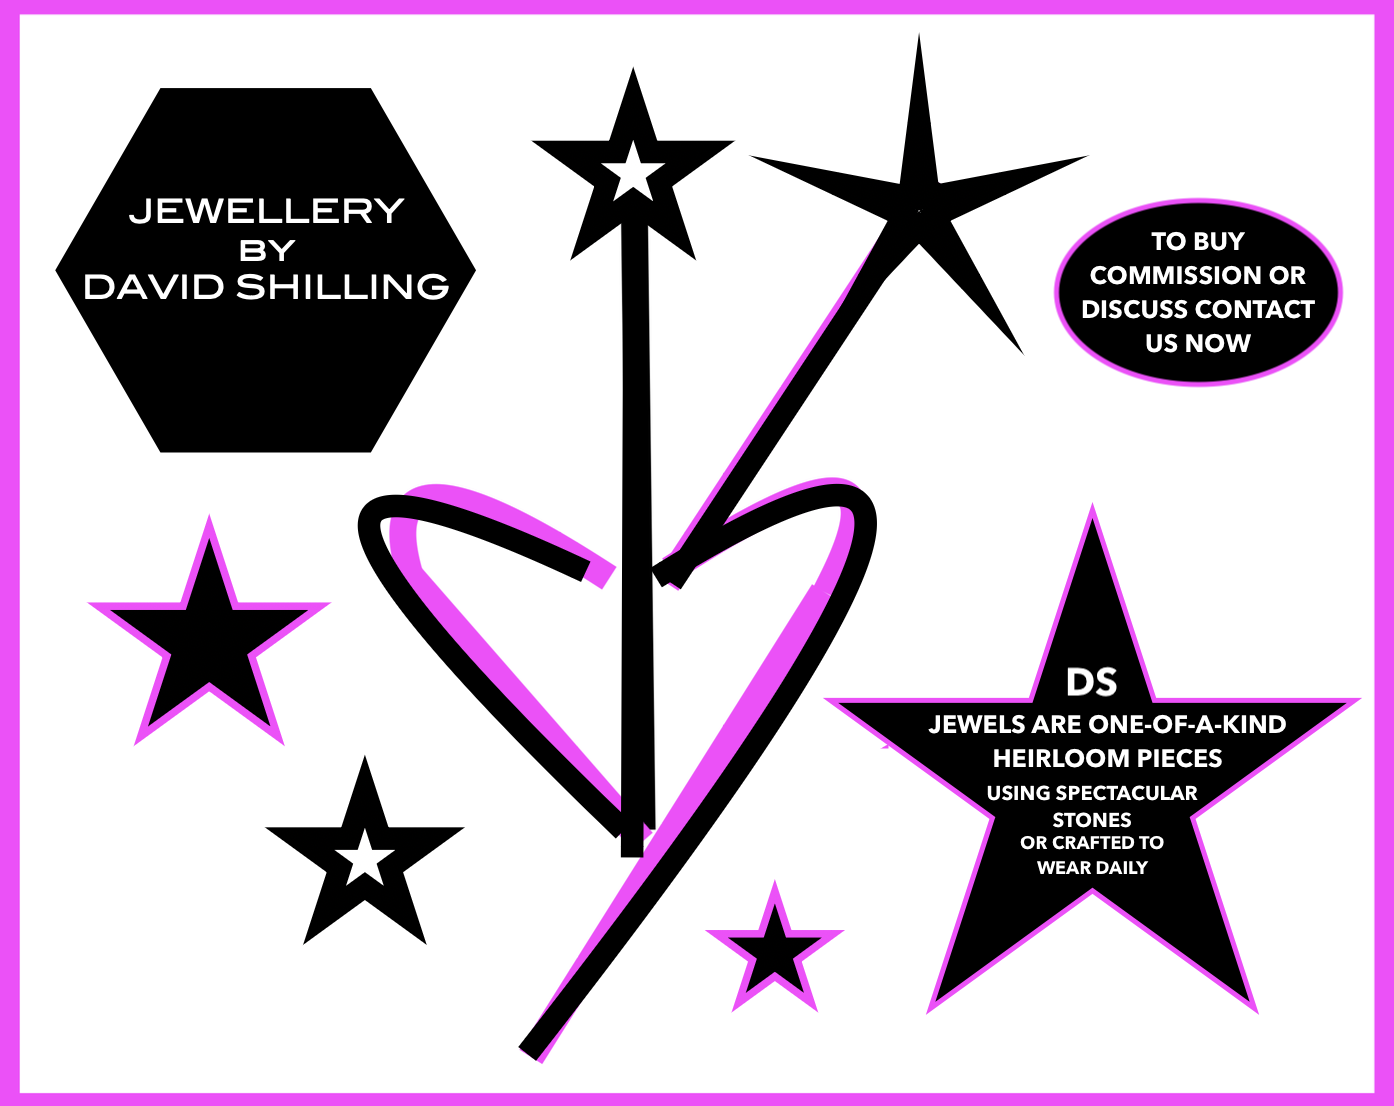 JEWELLERY
BY
DAVID SHILLING
TO BUY
COMMISSION OR
DISCUSS CONTACT
US NOW
DS
JEWELS ARE ONE-OF-A-KIND
HEIRLOOM PIECES
USING SPECTACULAR
STONES
OR CRAFTED TO
WEAR DAILY